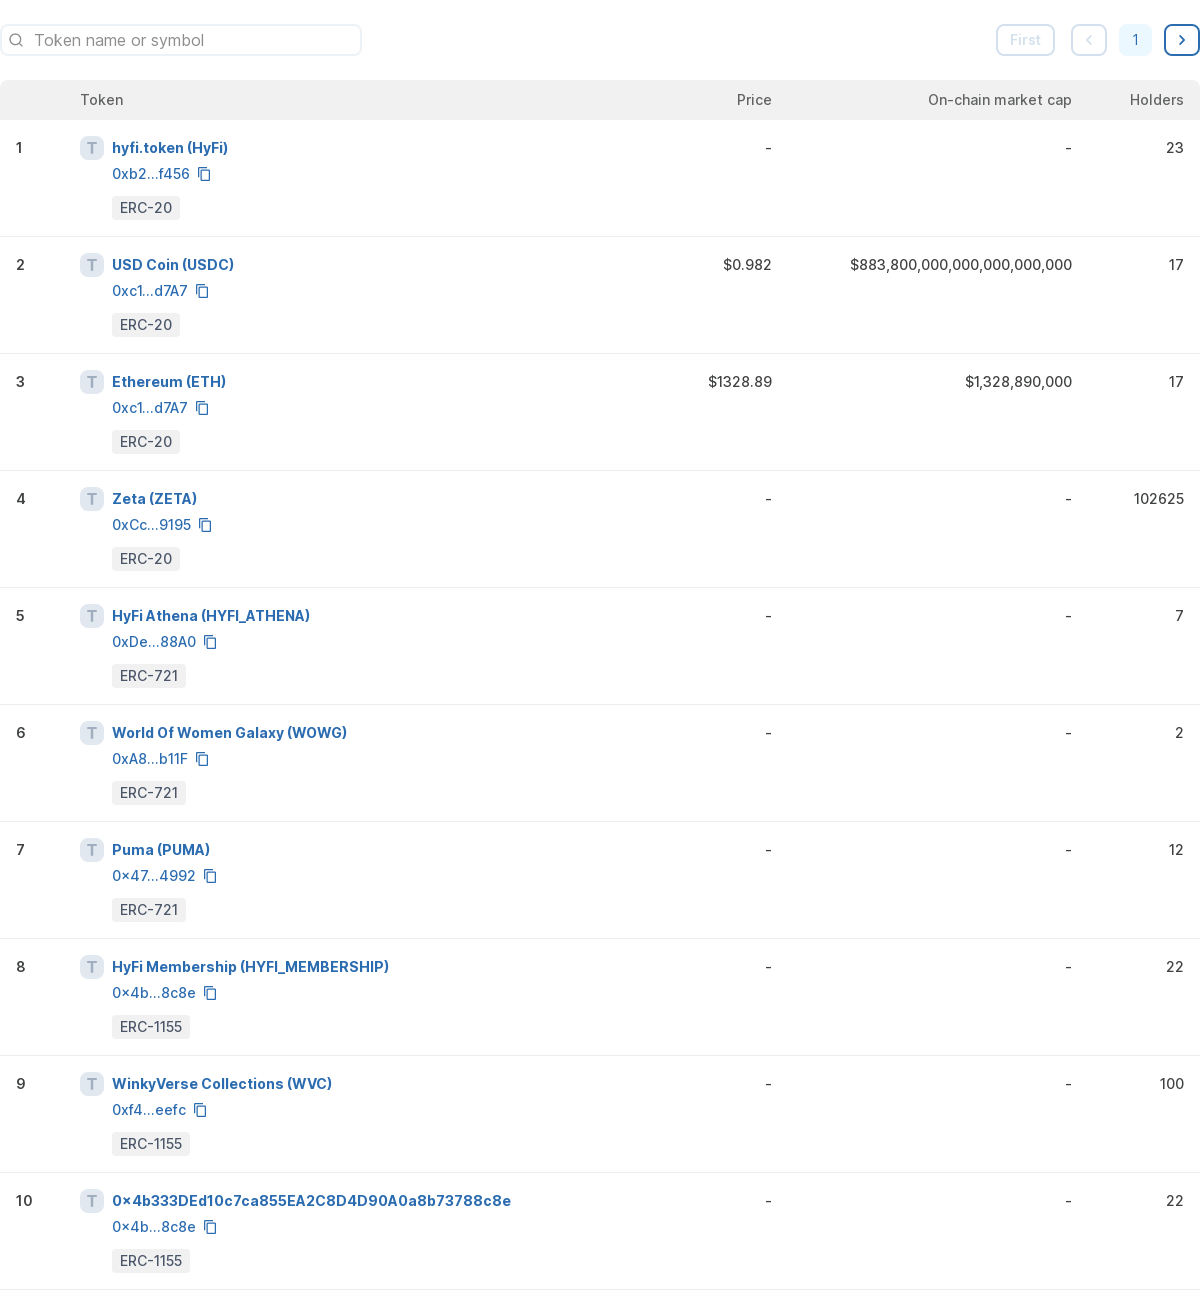 Token name or symbol
First
1
Token Price On-chain market cap Holders
1 T hyfi.token (HyFi) - - 23
0xb2...f456
ERC-20
2 T USD Coin (USDC) $0.982 $883,800,000,000,000,000,000 17
0xc1...d7A7
ERC-20
3 T Ethereum (ETH) $1328.89 $1,328,890,000 17
0xc1...d7A7
ERC-20
4 T Zeta (ZETA) - - 102625
0xCc...9195
ERC-20
5 T HyFi Athena (HYFI_ATHENA) - - 7
0xDe...88A0
ERC-721
6 T World Of Women Galaxy (WOWG) - - 2
0xA8...b11F
ERC-721
7 T Puma (PUMA) - - 12
0x47...4992
ERC-721
8 T HyFi Membership (HYFI_MEMBERSHIP) - - 22
0x4b...8c8e
ERC-1155
9 T WinkyVerse Collections (WVC) - - 100
0xf4...eefc
ERC-1155
10 T 0x4b333DEd10c7ca855EA2C8D4D90A0a8b73788c8e - - 22
0x4b...8c8e
ERC-1155